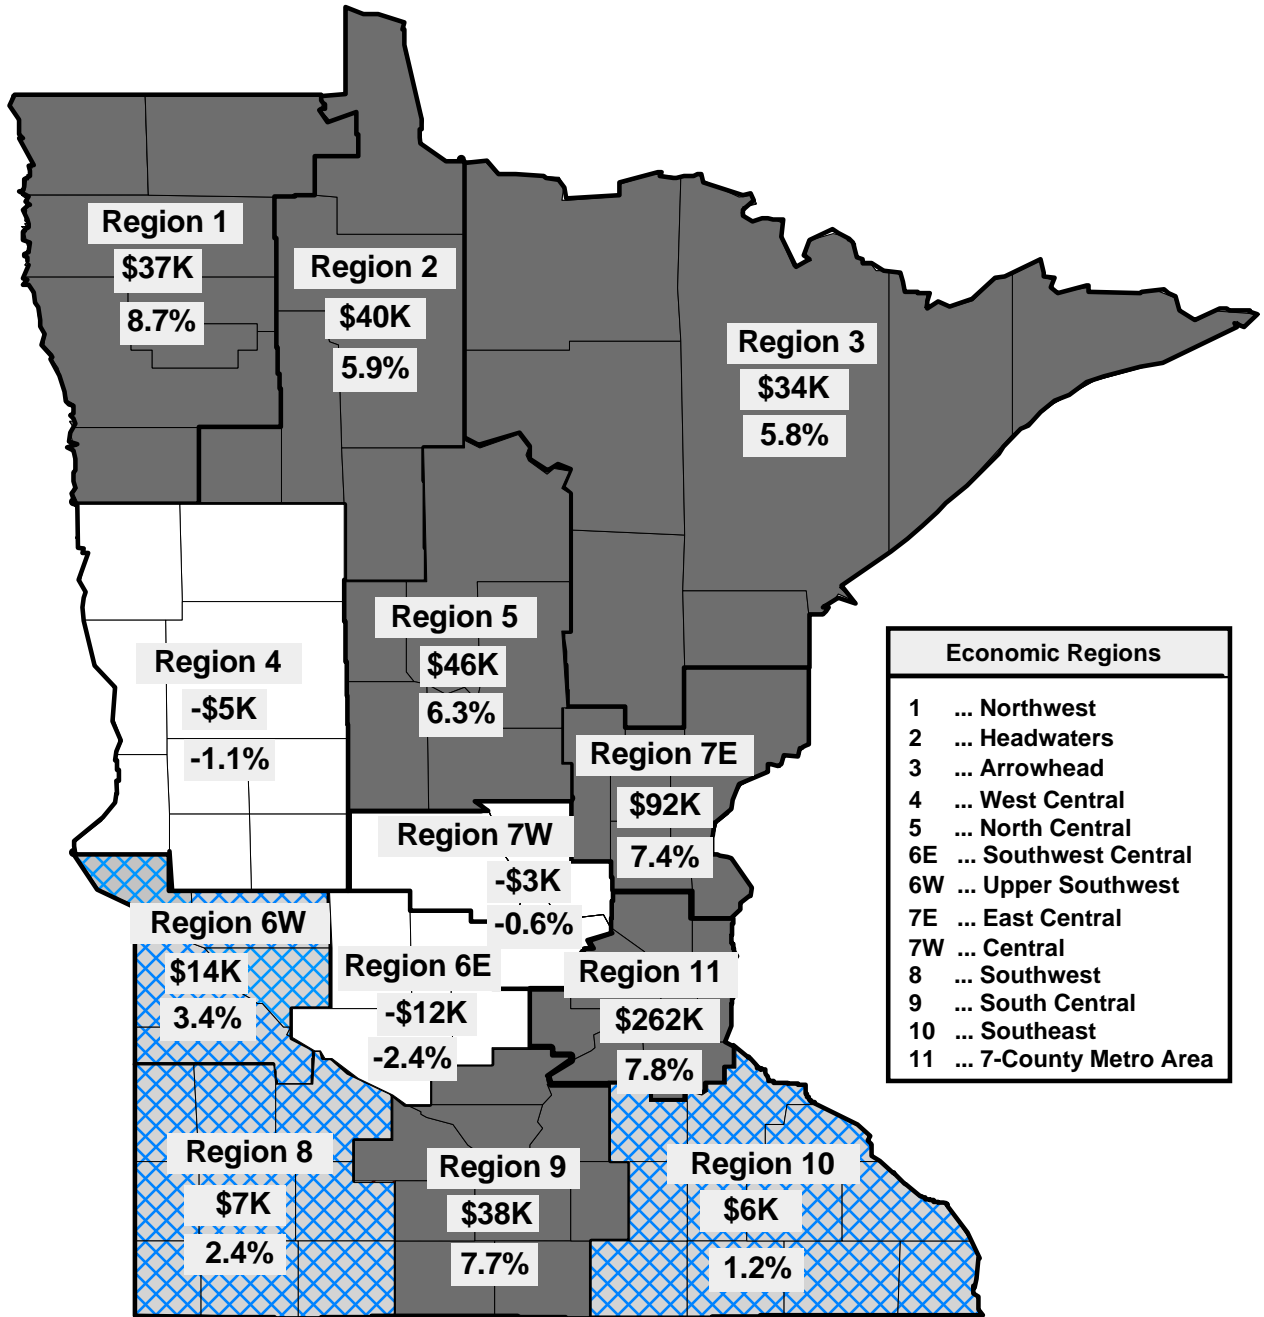 Region 1
$37K
8.7%
Region 2
$40K
5.9%
Region 3
$34K
5.8%
Region 5
$46K
6.3%
Region 4
-$5K
-1.1%
Region 7E
$92K
7.4%
Region 7W
-$3K
-0.6%
Region 6W
$14K
3.4%
Region 6E
-$12K
-2.4%
Region 11
$262K
7.8%
Region 8
$7K
2.4%
Region 9
$38K
7.7%
Region 10
$6K
1.2%
Economic Regions
1 ... Northwest
2 ... Headwaters
3 ... Arrowhead
4 ... West Central
5 ... North Central
6E ... Southwest Central
6W ... Upper Southwest
7E ... East Central
7W ... Central
8 ... Southwest
9 ... South Central
10 ... Southeast
11 ... 7-County Metro Area